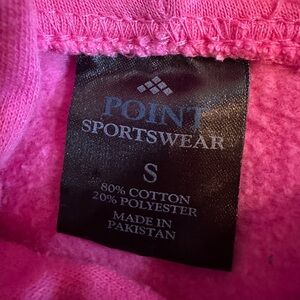 POINT
SPORTSWEAR
S
80% COTTON
20% POLYESTER
MADE IN
PAKISTAN